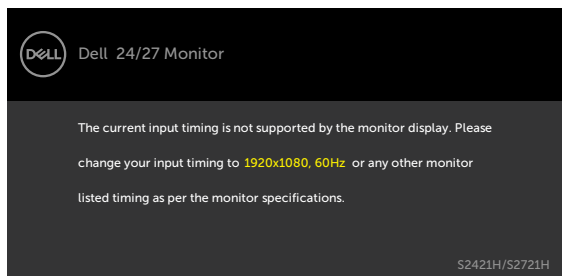 DELL
Dell 24/27 Monitor
The current input timing is not supported by the monitor display. Please
change your input timing to 1920x1080, 60Hz or any other monitor
listed timing as per the monitor specifications.
S2421H/S2721H